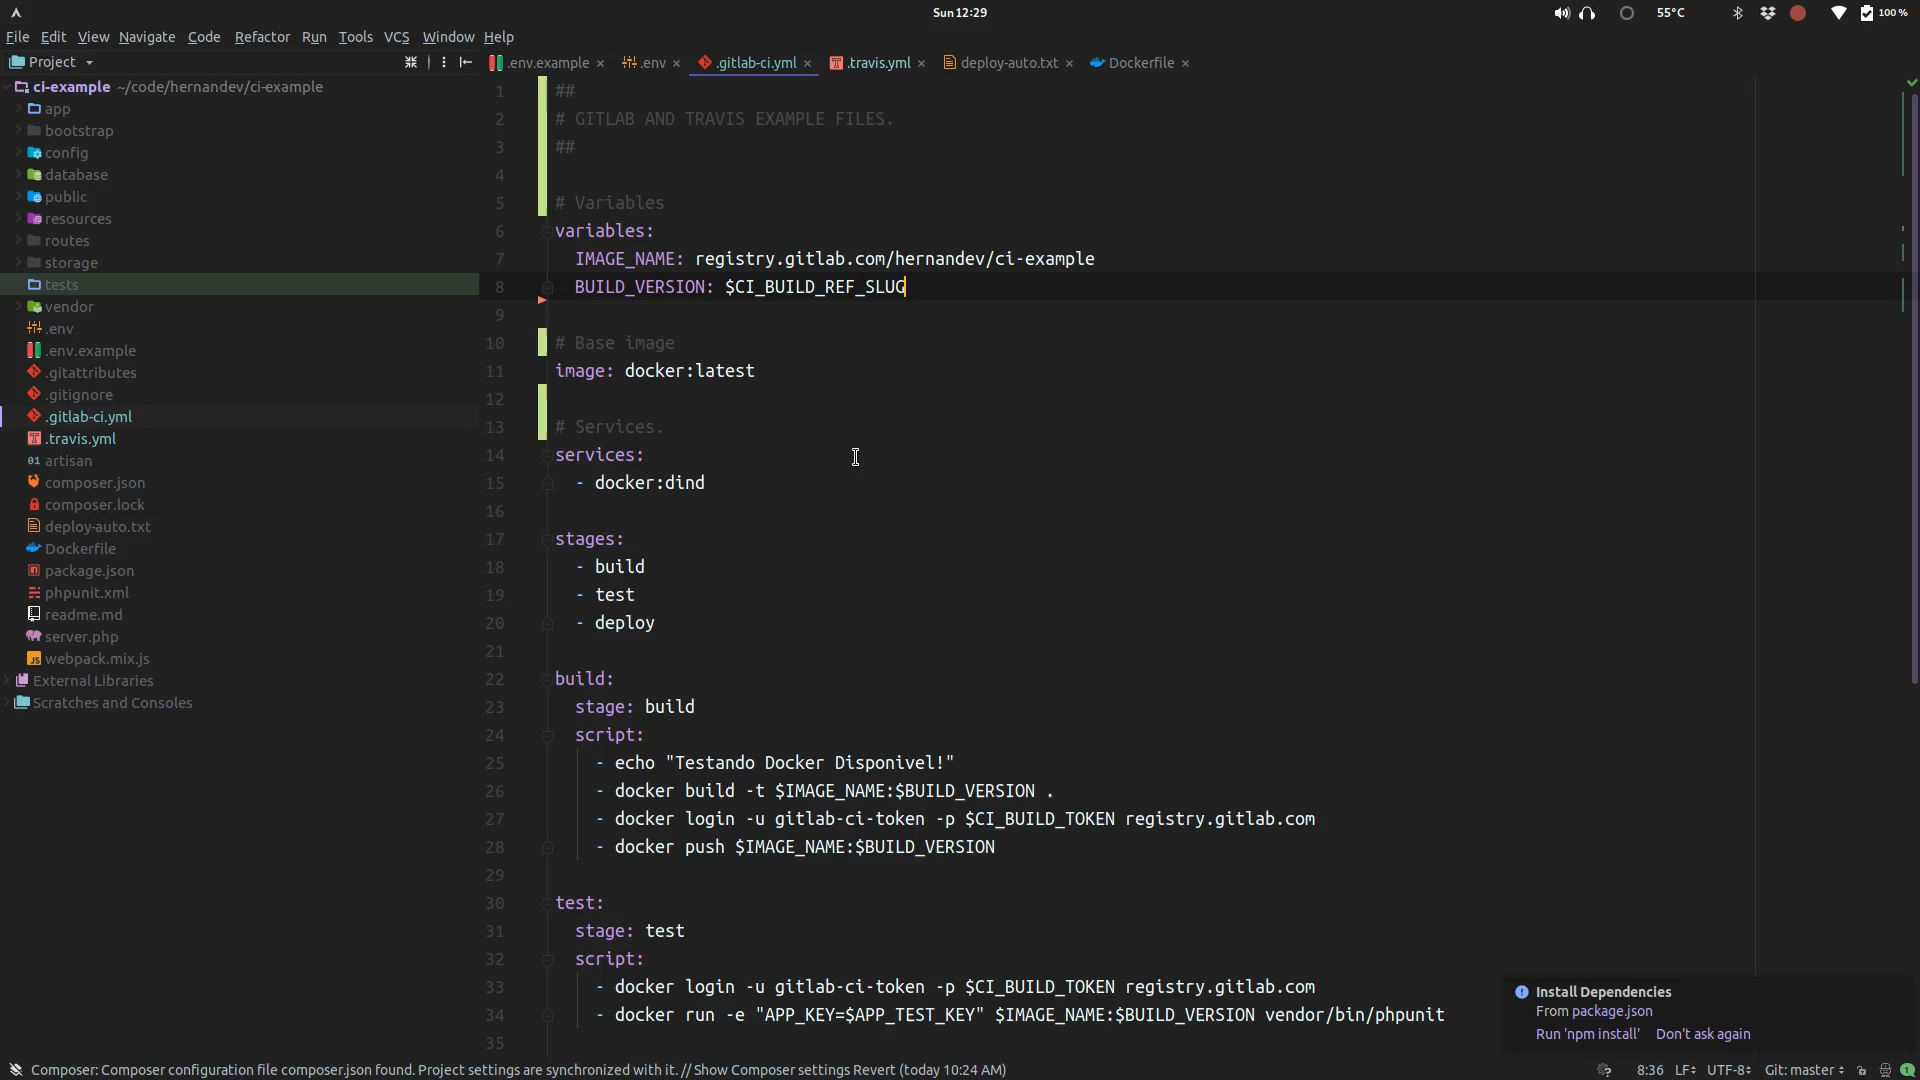 Sun 12:29
55°C
100 %
File Edit View Navigate Code Refactor Run Tools VCS Window Help
Project
.env.example
.env
.gitlab-ci.yml
.travis.yml
deploy-auto.txt
Dockerfile
ci-example ~/code/hernandev/ci-example
app
bootstrap
config
database
public
resources
routes
storage
tests
vendor
.env
.env.example
.gitattributes
.gitignore
.gitlab-ci.yml
.travis.yml
artisan
composer.json
composer.lock
deploy-auto.txt
Dockerfile
package.json
phpunit.xml
readme.md
server.php
webpack.mix.js
External Libraries
Scratches and Consoles
1 ##
2 # GITLAB AND TRAVIS EXAMPLE FILES.
3 ##
4
5 # Variables
6 variables:
7 IMAGE_NAME: registry.gitlab.com/hernandev/ci-example
8 BUILD_VERSION: $CI_BUILD_REF_SLUG
9
10 # Base image
11 image: docker:latest
12
13 # Services.
14 services:
15 - docker:dind
16
17 stages:
18 - build
19 - test
20 - deploy
21
22 build:
23 stage: build
24 script:
25 - echo "Testando Docker Disponivel!"
26 - docker build -t $IMAGE_NAME:$BUILD_VERSION .
27 - docker login -u gitlab-ci-token -p $CI_BUILD_TOKEN registry.gitlab.com
28 - docker push $IMAGE_NAME:$BUILD_VERSION
29
30 test:
31 stage: test
32 script:
33 - docker login -u gitlab-ci-token -p $CI_BUILD_TOKEN registry.gitlab.com
34 - docker run -e "APP_KEY=$APP_TEST_KEY" $IMAGE_NAME:$BUILD_VERSION vendor/bin/phpunit
35
Install Dependencies
From package.json
Run 'npm install' Don't ask again
Composer: Composer configuration file composer.json found. Project settings are synchronized with it. // Show Composer settings Revert (today 10:24 AM)
8:36 LF UTF-8 Git: master 1